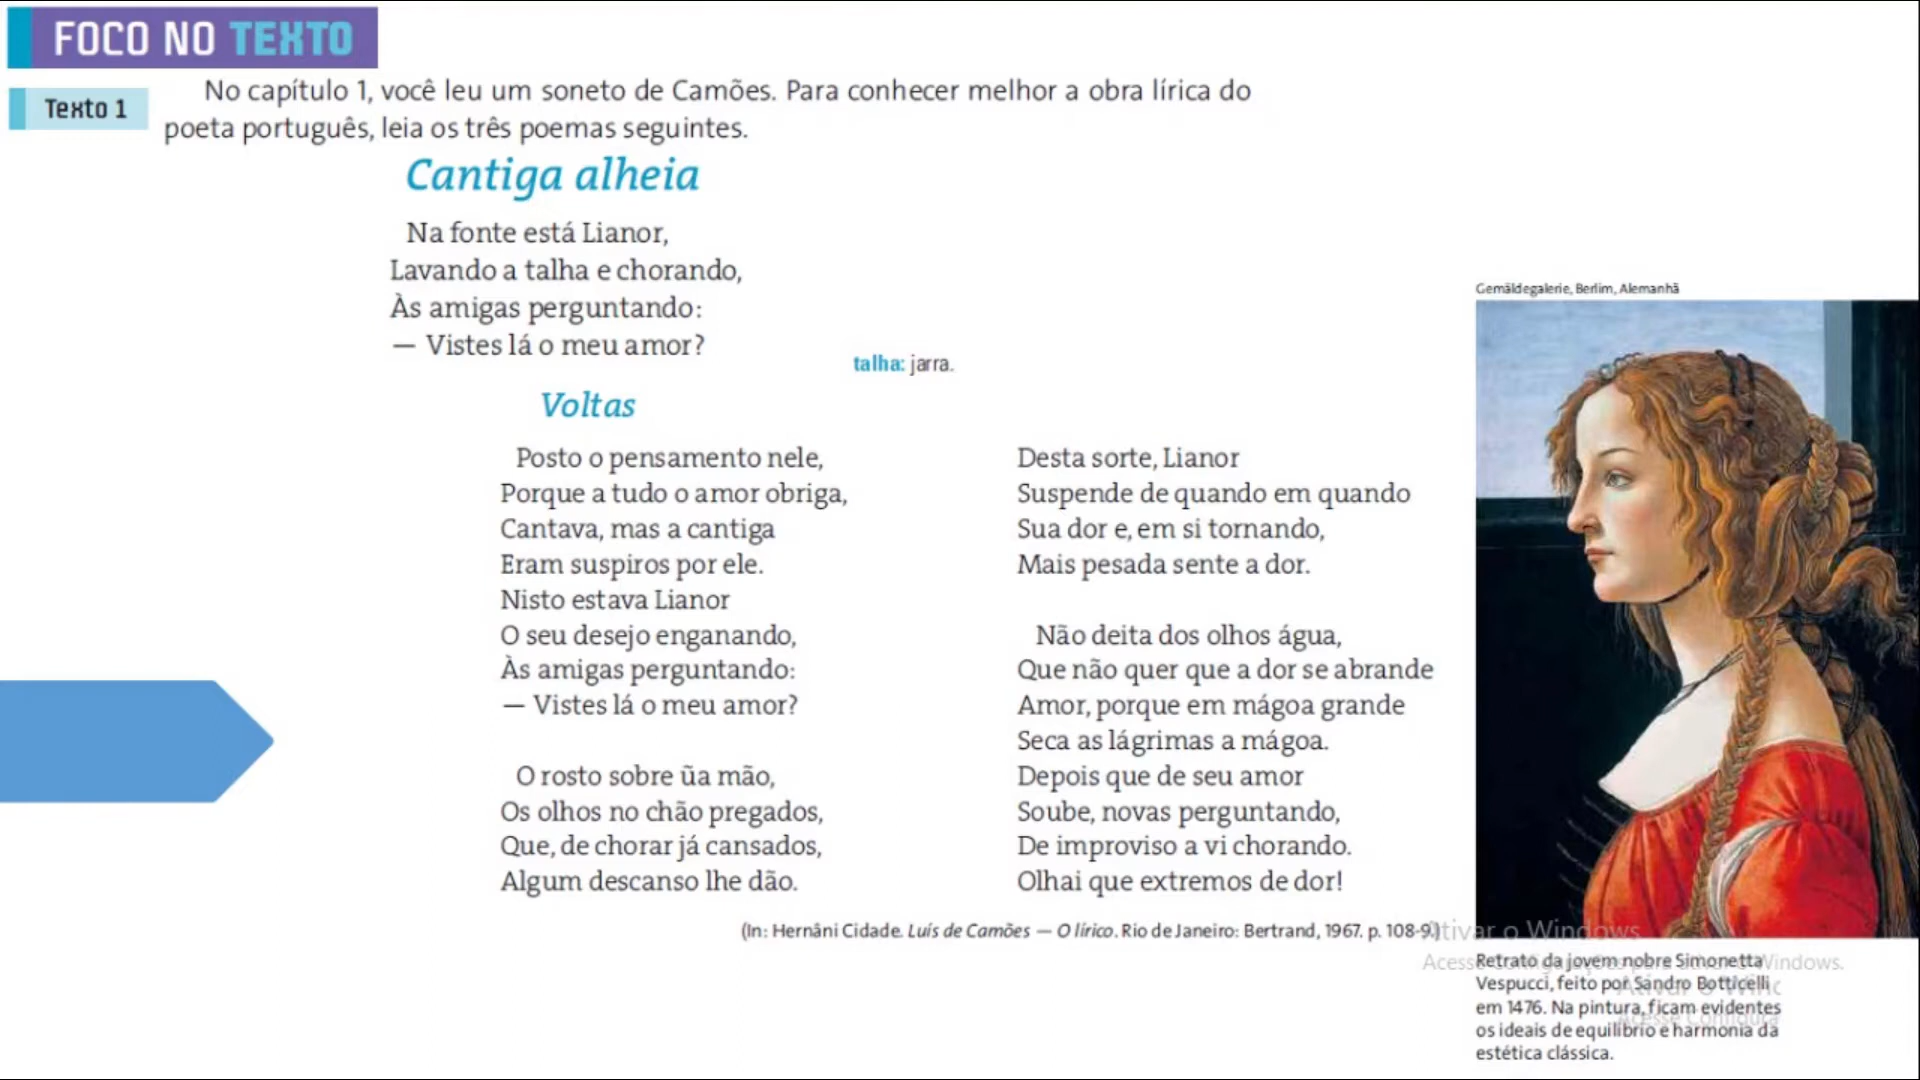 FOCO NO TEXTO
Texto 1
No capítulo 1, você leu um soneto de Camões. Para conhecer melhor a obra lírica do
poeta português, leia os três poemas seguintes.
Cantiga alheia
Na fonte está Lianor,
Lavando a talha e chorando,
Às amigas perguntando:
— Vistes lá o meu amor?
talha: jarra.
Voltas
Posto o pensamento nele,
Porque a tudo o amor obriga,
Cantava, mas a cantiga
Eram suspiros por ele.
Nisto estava Lianor
O seu desejo enganando,
Às amigas perguntando:
— Vistes lá o meu amor?
O rosto sobre ũa mão,
Os olhos no chão pregados,
Que, de chorar já cansados,
Algum descanso lhe dão.
Desta sorte, Lianor
Suspende de quando em quando
Sua dor e, em si tornando,
Mais pesada sente a dor.
Não deita dos olhos água,
Que não quer que a dor se abrande
Amor, porque em mágoa grande
Seca as lágrimas a mágoa.
Depois que de seu amor
Soube, novas perguntando,
De improviso a vi chorando.
Olhai que extremos de dor!
(In: Hernâni Cidade. Luís de Camões — O lírico. Rio de Janeiro: Bertrand, 1967. p. 108-9.)
Gemäldegalerie, Berlim, Alemanhã
Ativar o Windows
Acesse Configurações para ativar o Windows.
Retrato da jovem nobre Simonetta
Vespucci, feito por Sandro Botticelli
em 1476. Na pintura, ficam evidentes
os ideais de equilíbrio e harmonia da
estética clássica.